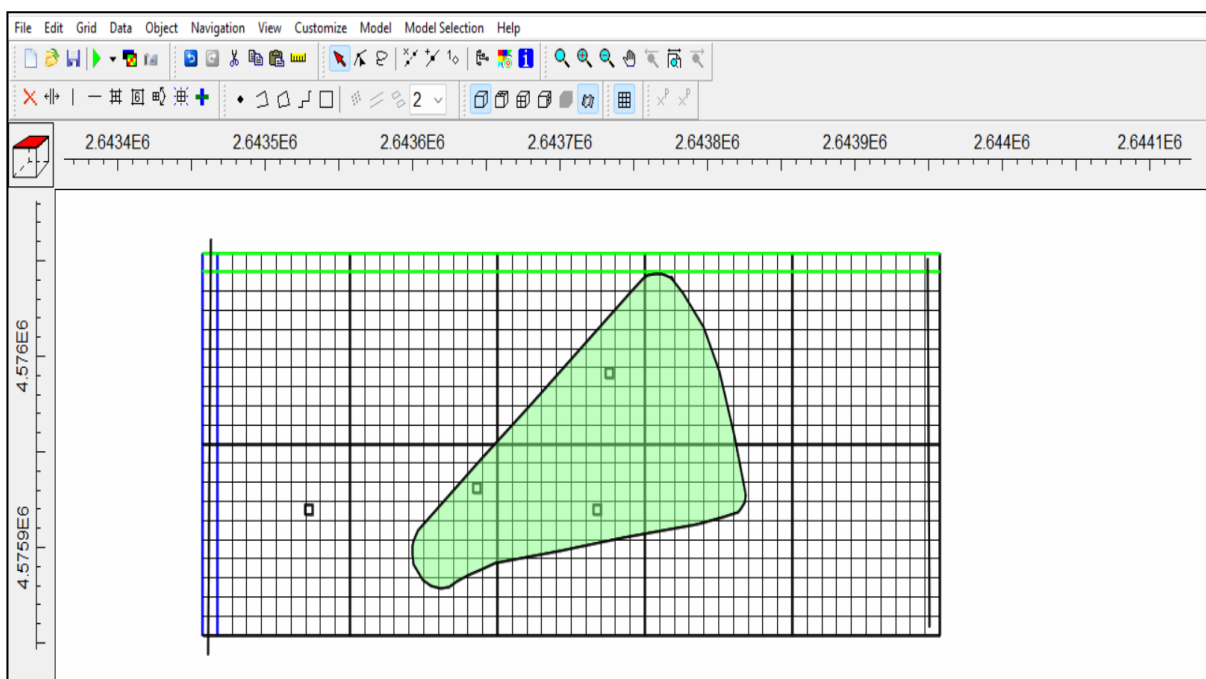 File Edit Grid Data Object Navigation View Customize Model Model Selection Help
2
2.6434E6 2.6435E6 2.6436E6 2.6437E6 2.6438E6 2.6439E6 2.644E6 2.6441E6
4.576E6
4.5759E6